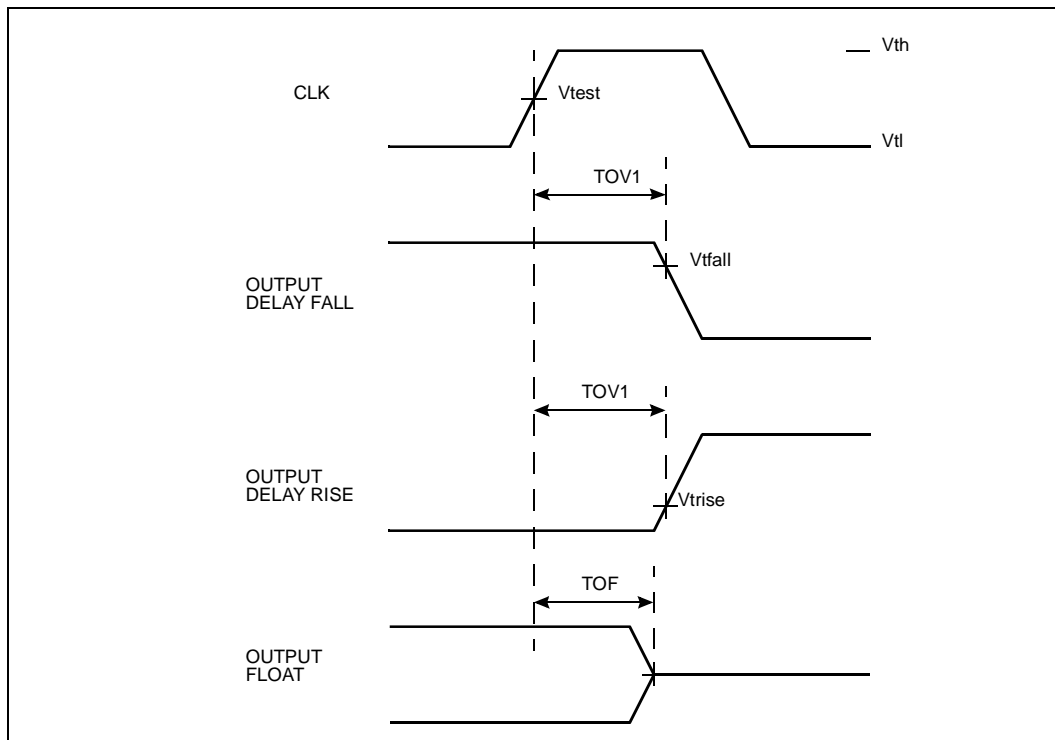 Vth
CLK
Vtest
Vtl
TOV1
Vtfall
OUTPUT
DELAY FALL
TOV1
OUTPUT
DELAY RISE
Vtrise
TOF
OUTPUT
FLOAT